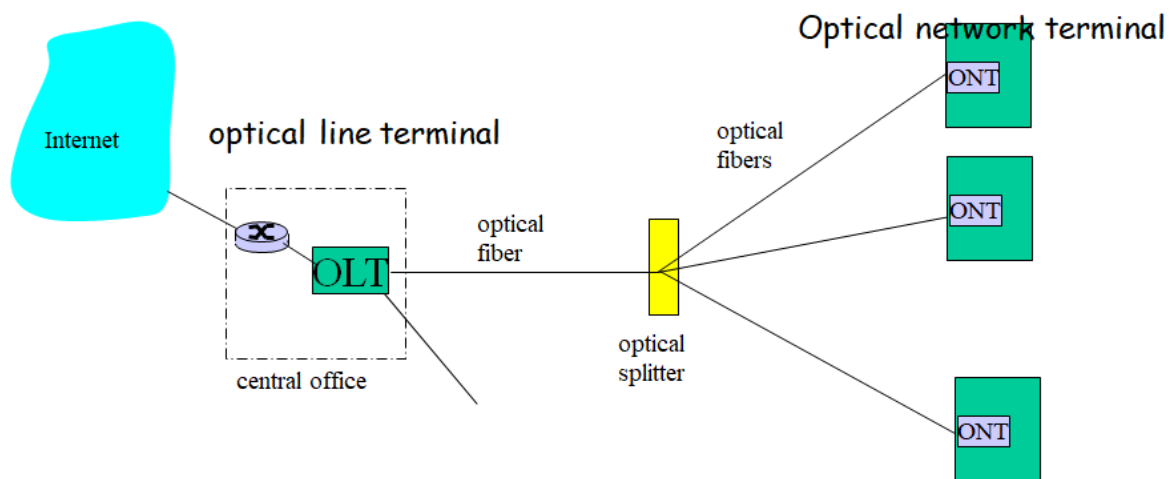 Optical network terminal
ONT
Internet
optical line terminal
optical
fibers
ONT
optical
fiber
OLT
optical
splitter
central office
ONT